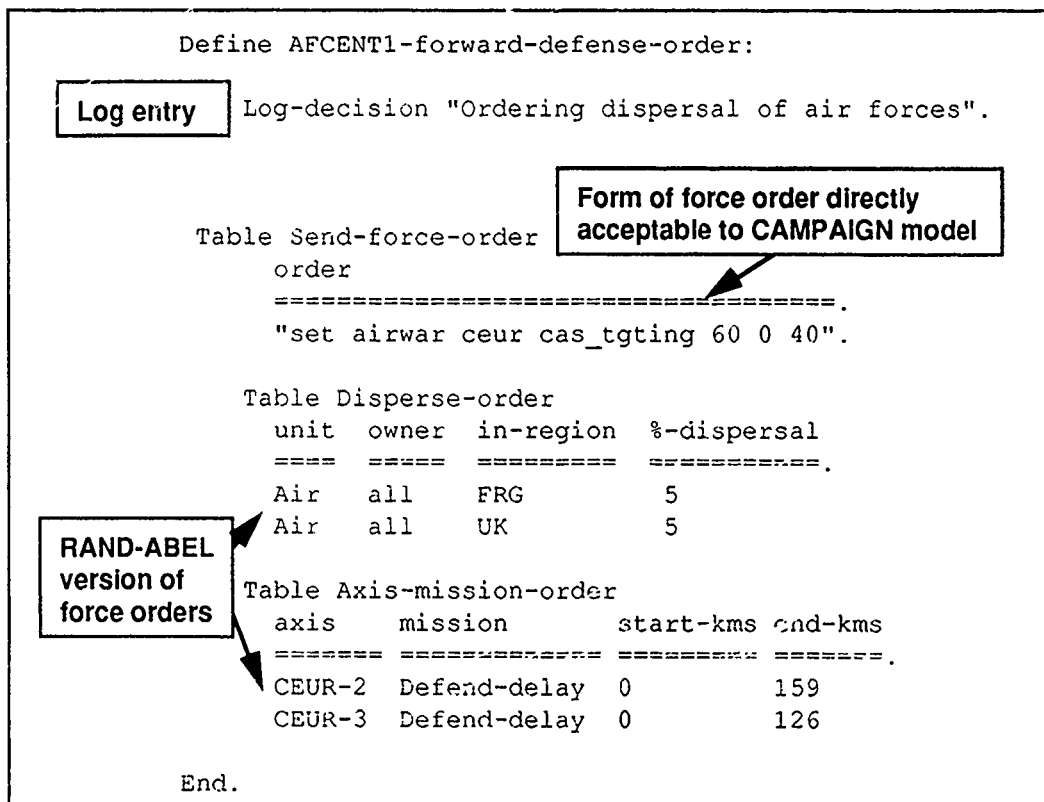 Define AFCENT1-forward-defense-order:
Log entry
Log-decision "Ordering dispersal of air forces".
Form of force order directly
acceptable to CAMPAIGN model
Table Send-force-order
order
====================================.
"set airwar ceur cas_tgting 60 0 40".
Table Disperse-order
unit owner in-region %-dispersal
==== ===== ========= ===========.
Air all FRG 5
Air all UK 5
RAND-ABEL
version of
force orders
Table Axis-mission-order
axis mission start-kms end-kms
======= ============= ========= =======.
CEUR-2 Defend-delay 0 159
CEUR-3 Defend-delay 0 126
End.